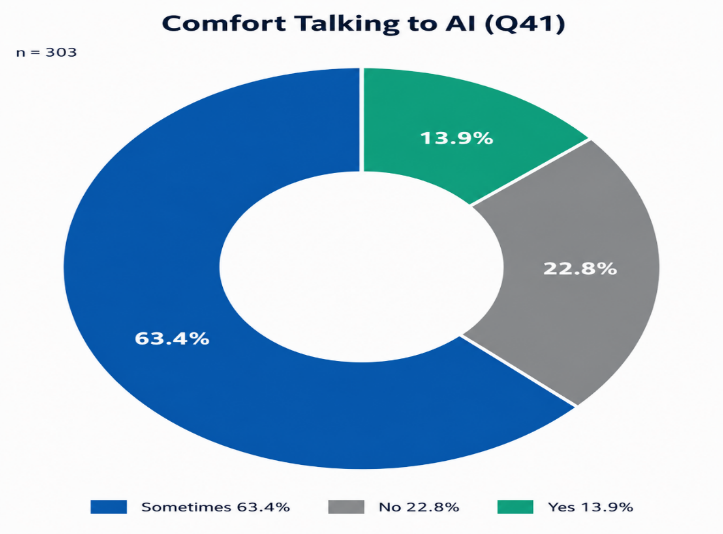 Comfort Talking to AI (Q41)
n = 303
13.9%
22.8%
63.4%
Sometimes 63.4% No 22.8% Yes 13.9%